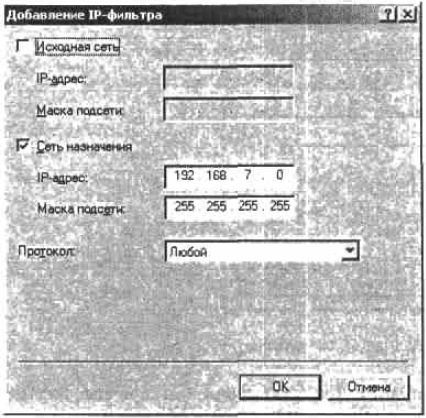 Добавление IP-фильтра
Исходная сеть
IP-адрес:
Маска подсети:
Сеть назначения
IP-адрес: 192 . 168 . 7 . 0
Маска подсети: 255 . 255 . 255 . 255
Протокол: Любой
OK Отмена